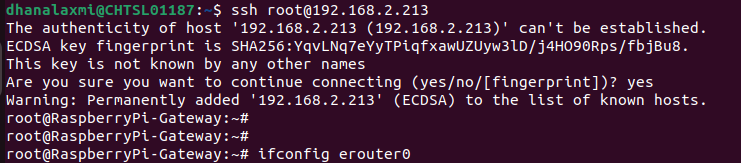 dhanalaxmi@CHTSL01187:~$ ssh root@192.168.2.213
The authenticity of host '192.168.2.213 (192.168.2.213)' can't be established.
ECDSA key fingerprint is SHA256:YqvLNq7eYyTPiqfxawUZUyw3lD/j4HO90Rps/fbjBu8.
This key is not known by any other names
Are you sure you want to continue connecting (yes/no/[fingerprint])? yes
Warning: Permanently added '192.168.2.213' (ECDSA) to the list of known hosts.
root@RaspberryPi-Gateway:~#
root@RaspberryPi-Gateway:~#
root@RaspberryPi-Gateway:~# ifconfig erouter0